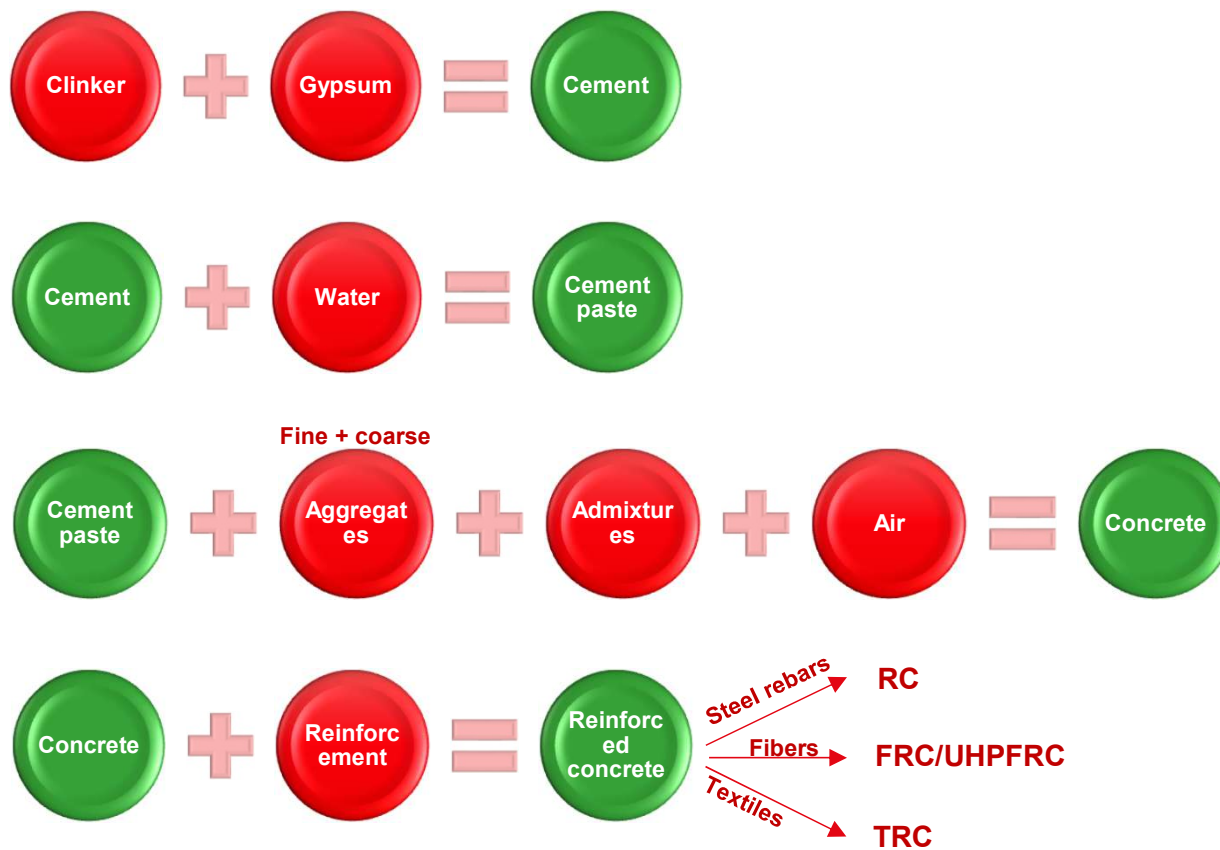 Clinker
Gypsum
Cement
Cement
Water
Cement
paste
Fine + coarse
Cement
paste
Aggregat
es
Admixtur
es
Air
Concrete
Concrete
Reinforc
ement
Reinforc
ed
concrete
Steel rebars
RC
Fibers
FRC/UHPFRC
Textiles
TRC